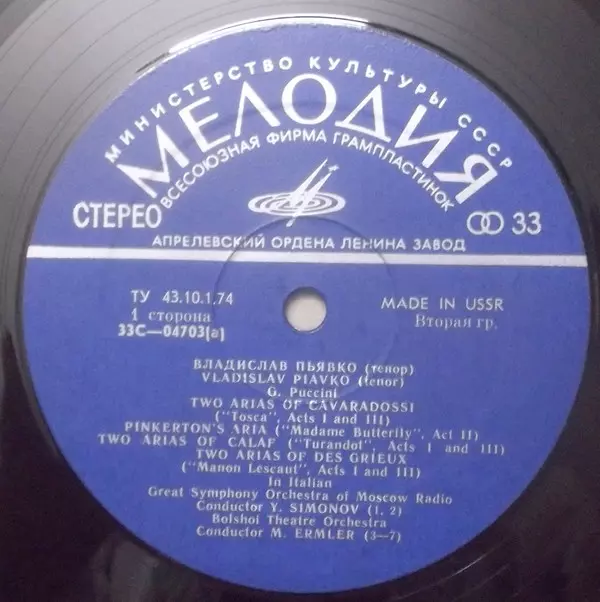 МИНИСТЕРСТВО КУЛЬТУРЫ СССР
МЕЛОДИЯ
ВСЕСОЮЗНАЯ ФИРМА ГРАМПЛАСТИНОК
СТЕРЕО
33
АПРЕЛЕВСКИЙ ОРДЕНА ЛЕНИНА ЗАВОД
ТУ 43.10.1.74
MADE IN USSR
1 сторона
Вторая гр.
33С—04703(а)
ВЛАДИСЛАВ ПЬЯВКО (тенор)
VLADISLAV PIAVKO (tenor)
G. Puccini
TWO ARIAS OF CAVARADOSSI
("Tosca", Acts I and III)
PINKERTON'S ARIA ("Madame Butterfly", Act II)
TWO ARIAS OF CALAF ("Turandot", Acts I and III)
TWO ARIAS OF DES GRIEUX
("Manon Lescaut", Acts I and III)
In Italian
Great Symphony Orchestra of Moscow Radio
Conductor Y. SIMONOV (1, 2)
Bolshoi Theatre Orchestra
Conductor M. ERMLER (3—7)